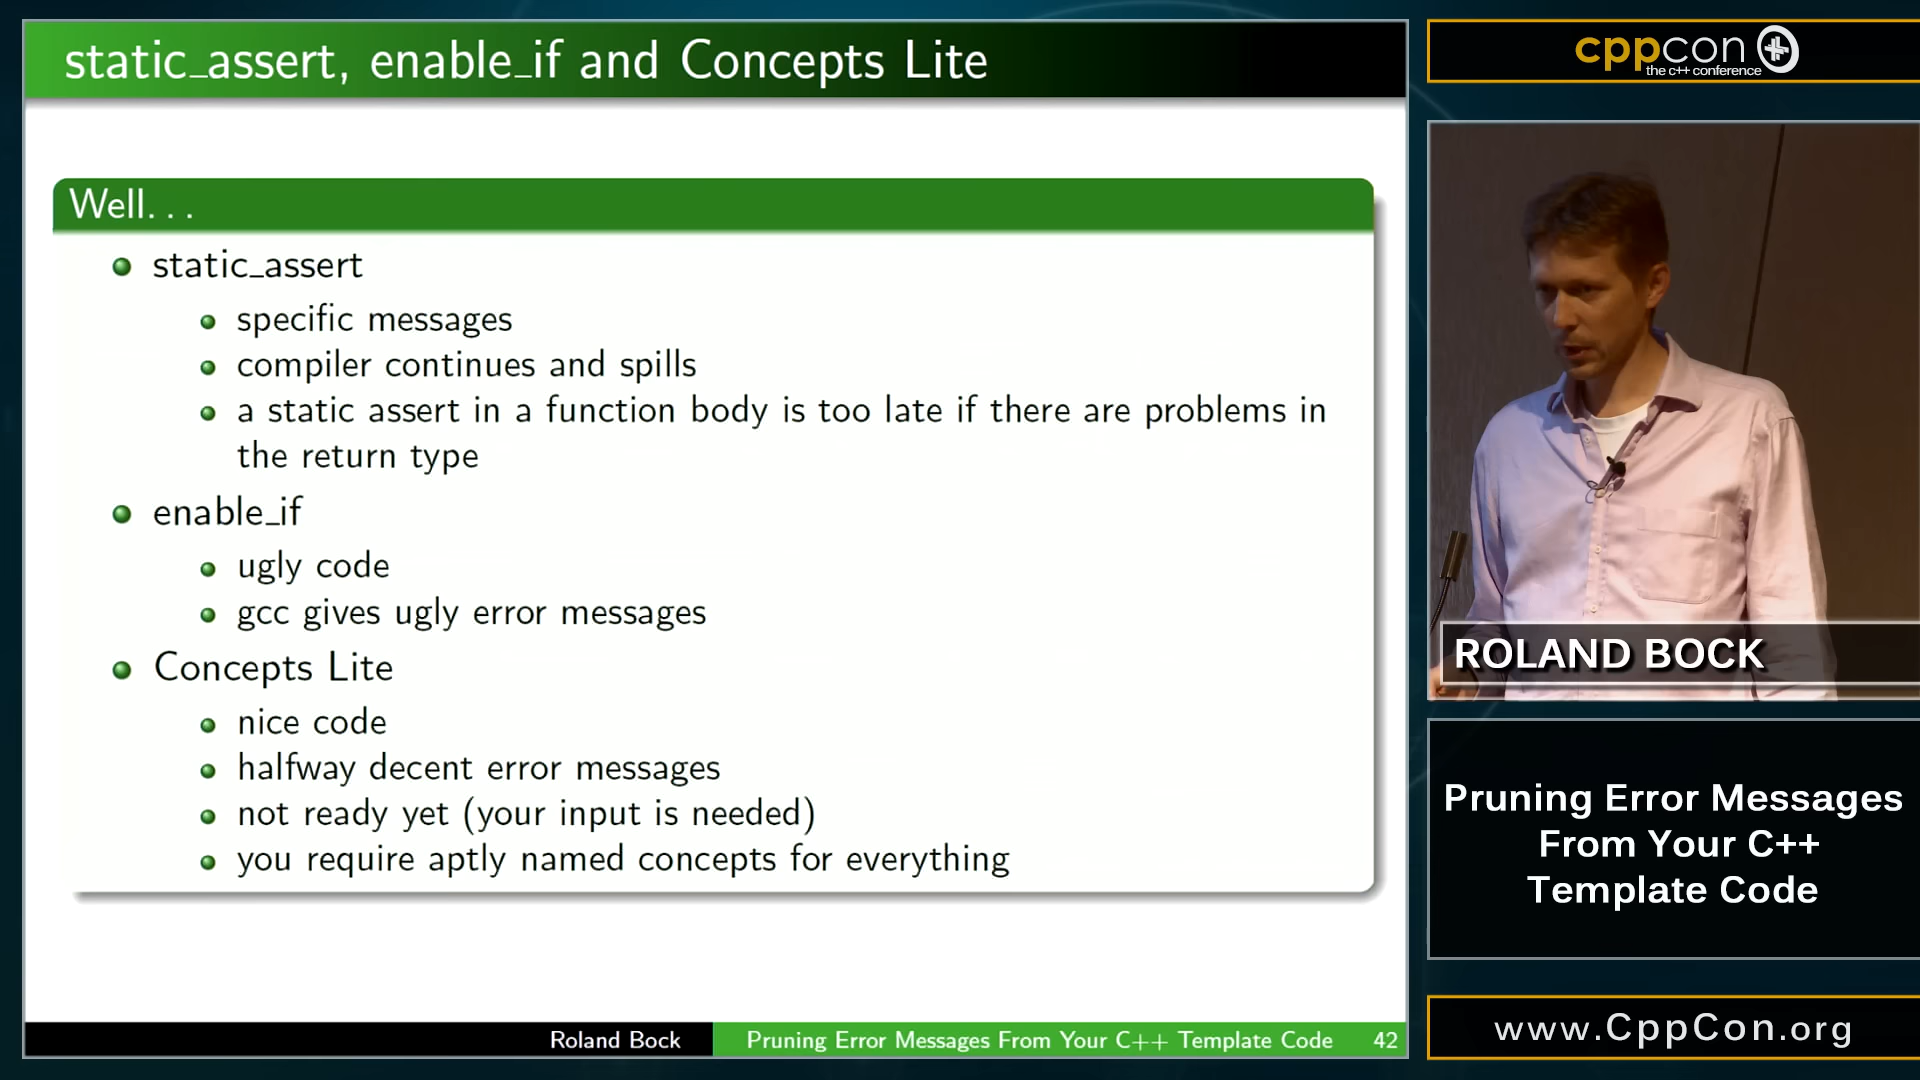 static_assert, enable_if and Concepts Lite
Well...
static_assert
specific messages
compiler continues and spills
a static assert in a function body is too late if there are problems in
the return type
enable_if
ugly code
gcc gives ugly error messages
Concepts Lite
nice code
halfway decent error messages
not ready yet (your input is needed)
you require aptly named concepts for everything
Roland Bock
Pruning Error Messages From Your C++ Template Code
42
cppcon
the c++ conference
ROLAND BOCK
Pruning Error Messages
From Your C++
Template Code
www.CppCon.org